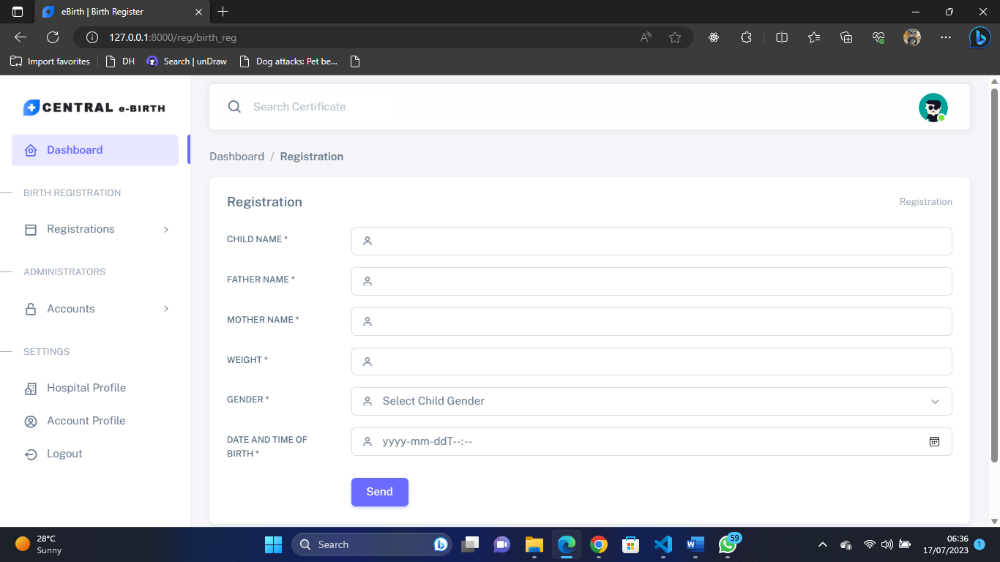 eBirth | Birth Register
127.0.0.1:8000/reg/birth_reg
Import favorites
DH
Search | unDraw
Dog attacks: Pet be...
CENTRAL e-BIRTH
Search Certificate
Dashboard
Dashboard / Registration
BIRTH REGISTRATION
Registrations
ADMINISTRATORS
Accounts
SETTINGS
Hospital Profile
Account Profile
Logout
Registration
Registration
CHILD NAME *
FATHER NAME *
MOTHER NAME *
WEIGHT *
GENDER *
Select Child Gender
DATE AND TIME OF
BIRTH *
yyyy-mm-ddT--:--
Send
28°C
Sunny
Search
59
06:36
17/07/2023
1